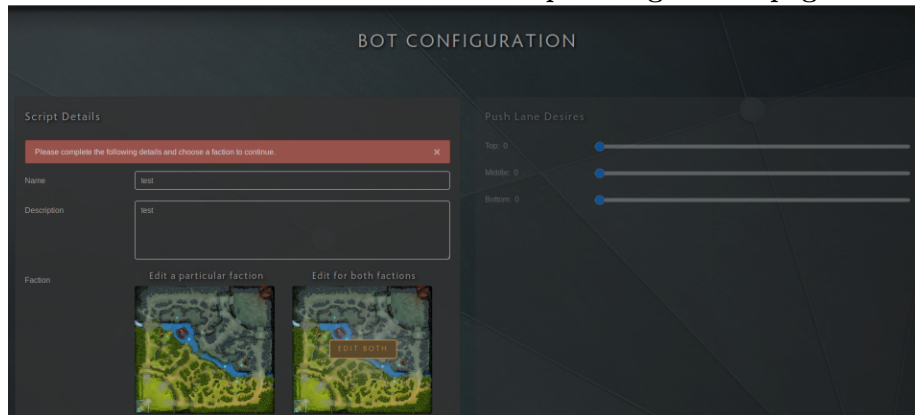 BOT CONFIGURATION
Script Details
Please complete the following details and choose a faction to continue. ×
Name test
Description test
Faction
Edit a particular faction
Edit for both factions
EDIT BOTH
Push Lane Desires
Top: 0
Middle: 0
Bottom: 0